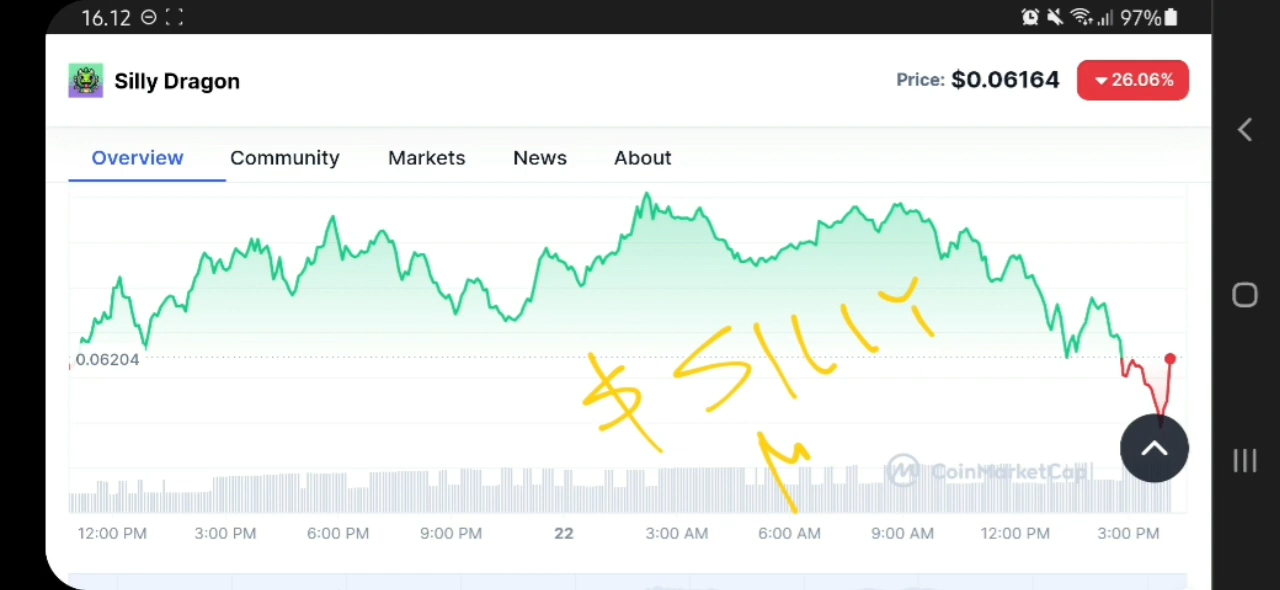 16.12 97%
Silly Dragon Price: $0.06164 26.06%
Overview Community Markets News About
0.06204
$ SILLY
CoinMarketCap
12:00 PM 3:00 PM 6:00 PM 9:00 PM 22 3:00 AM 6:00 AM 9:00 AM 12:00 PM 3:00 PM